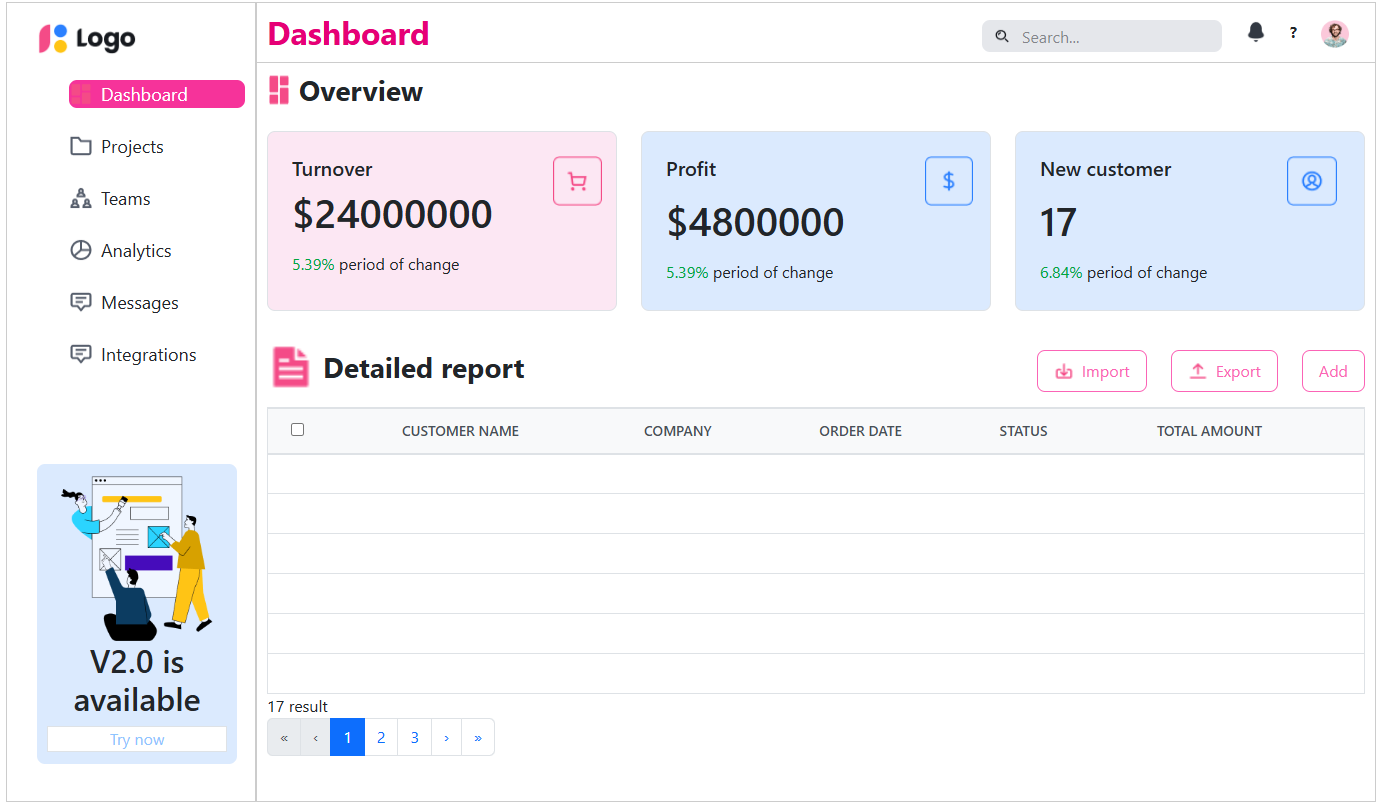 Logo
Dashboard
Search...
?
Dashboard
Projects
Teams
Analytics
Messages
Integrations
V2.0 is
available
Try now
Overview
Turnover
$24000000
5.39% period of change
Profit
$
$4800000
5.39% period of change
New customer
17
6.84% period of change
Detailed report
Import
Export
Add
CUSTOMER NAME COMPANY ORDER DATE STATUS TOTAL AMOUNT
17 result
« ‹ 1 2 3 › »